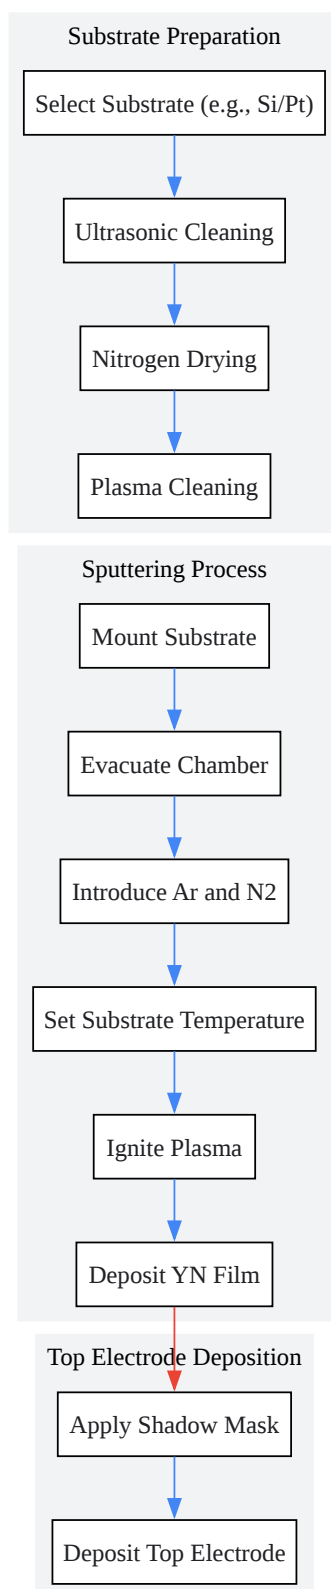 Substrate Preparation
Select Substrate (e.g., Si/Pt)
Ultrasonic Cleaning
Nitrogen Drying
Plasma Cleaning
Sputtering Process
Mount Substrate
Evacuate Chamber
Introduce Ar and N2
Set Substrate Temperature
Ignite Plasma
Deposit YN Film
Top Electrode Deposition
Apply Shadow Mask
Deposit Top Electrode